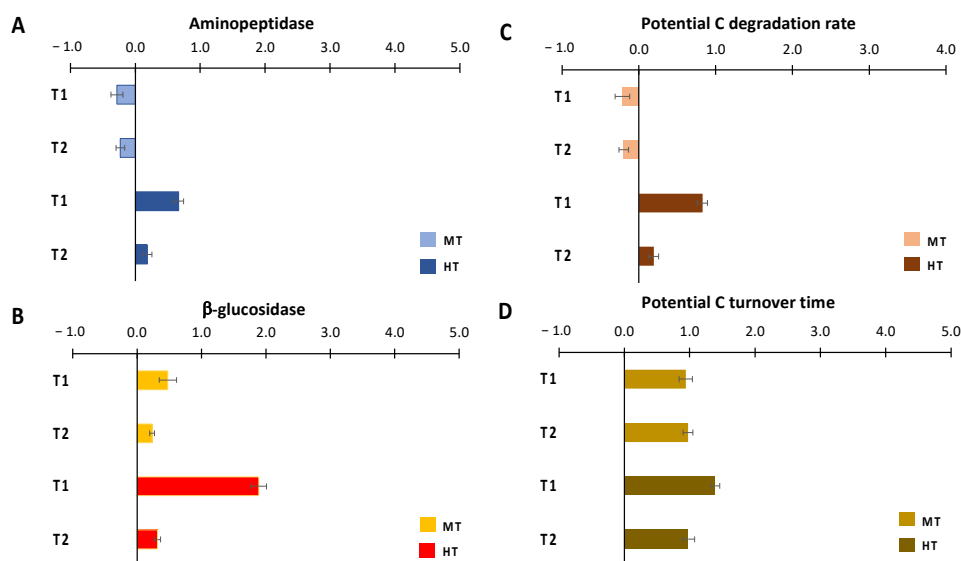 A
Aminopeptidase
− 1.0 0.0 1.0 2.0 3.0 4.0 5.0
T1
T2
T1
T2
MT
HT
B
β-glucosidase
− 1.0 0.0 1.0 2.0 3.0 4.0 5.0
T1
T2
T1
T2
MT
HT
C
Potential C degradation rate
− 1.0 0.0 1.0 2.0 3.0 4.0
T1
T2
T1
T2
MT
HT
D
Potential C turnover time
− 1.0 0.0 1.0 2.0 3.0 4.0 5.0
T1
T2
T1
T2
MT
HT